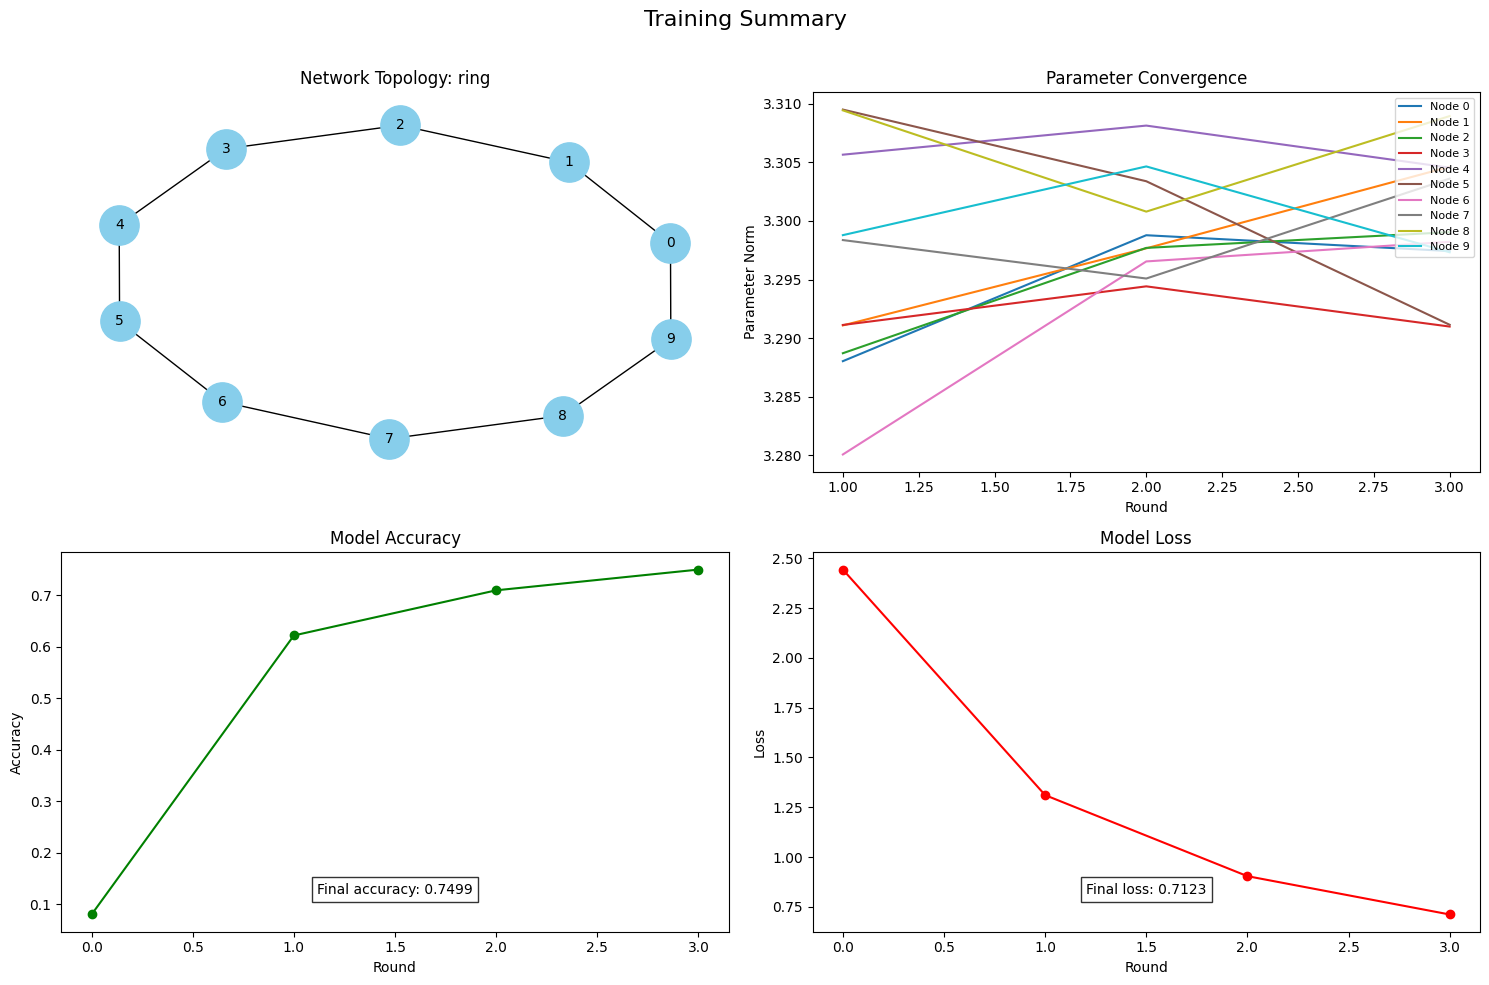 Training Summary
Network Topology: ring
2
3
1
4
0
5
9
6
8
7
Parameter Convergence
3.310
3.305
3.300
3.295
3.290
3.285
3.280
Parameter Norm
Node 0
Node 1
Node 2
Node 3
Node 4
Node 5
Node 6
Node 7
Node 8
Node 9
1.00 1.25 1.50 1.75 2.00 2.25 2.50 2.75 3.00
Round
Model Accuracy
0.7
0.6
0.5
0.4
0.3
0.2
0.1
Accuracy
Final accuracy: 0.7499
0.0 0.5 1.0 1.5 2.0 2.5 3.0
Round
Model Loss
2.50
2.25
2.00
1.75
1.50
1.25
1.00
0.75
Loss
Final loss: 0.7123
0.0 0.5 1.0 1.5 2.0 2.5 3.0
Round